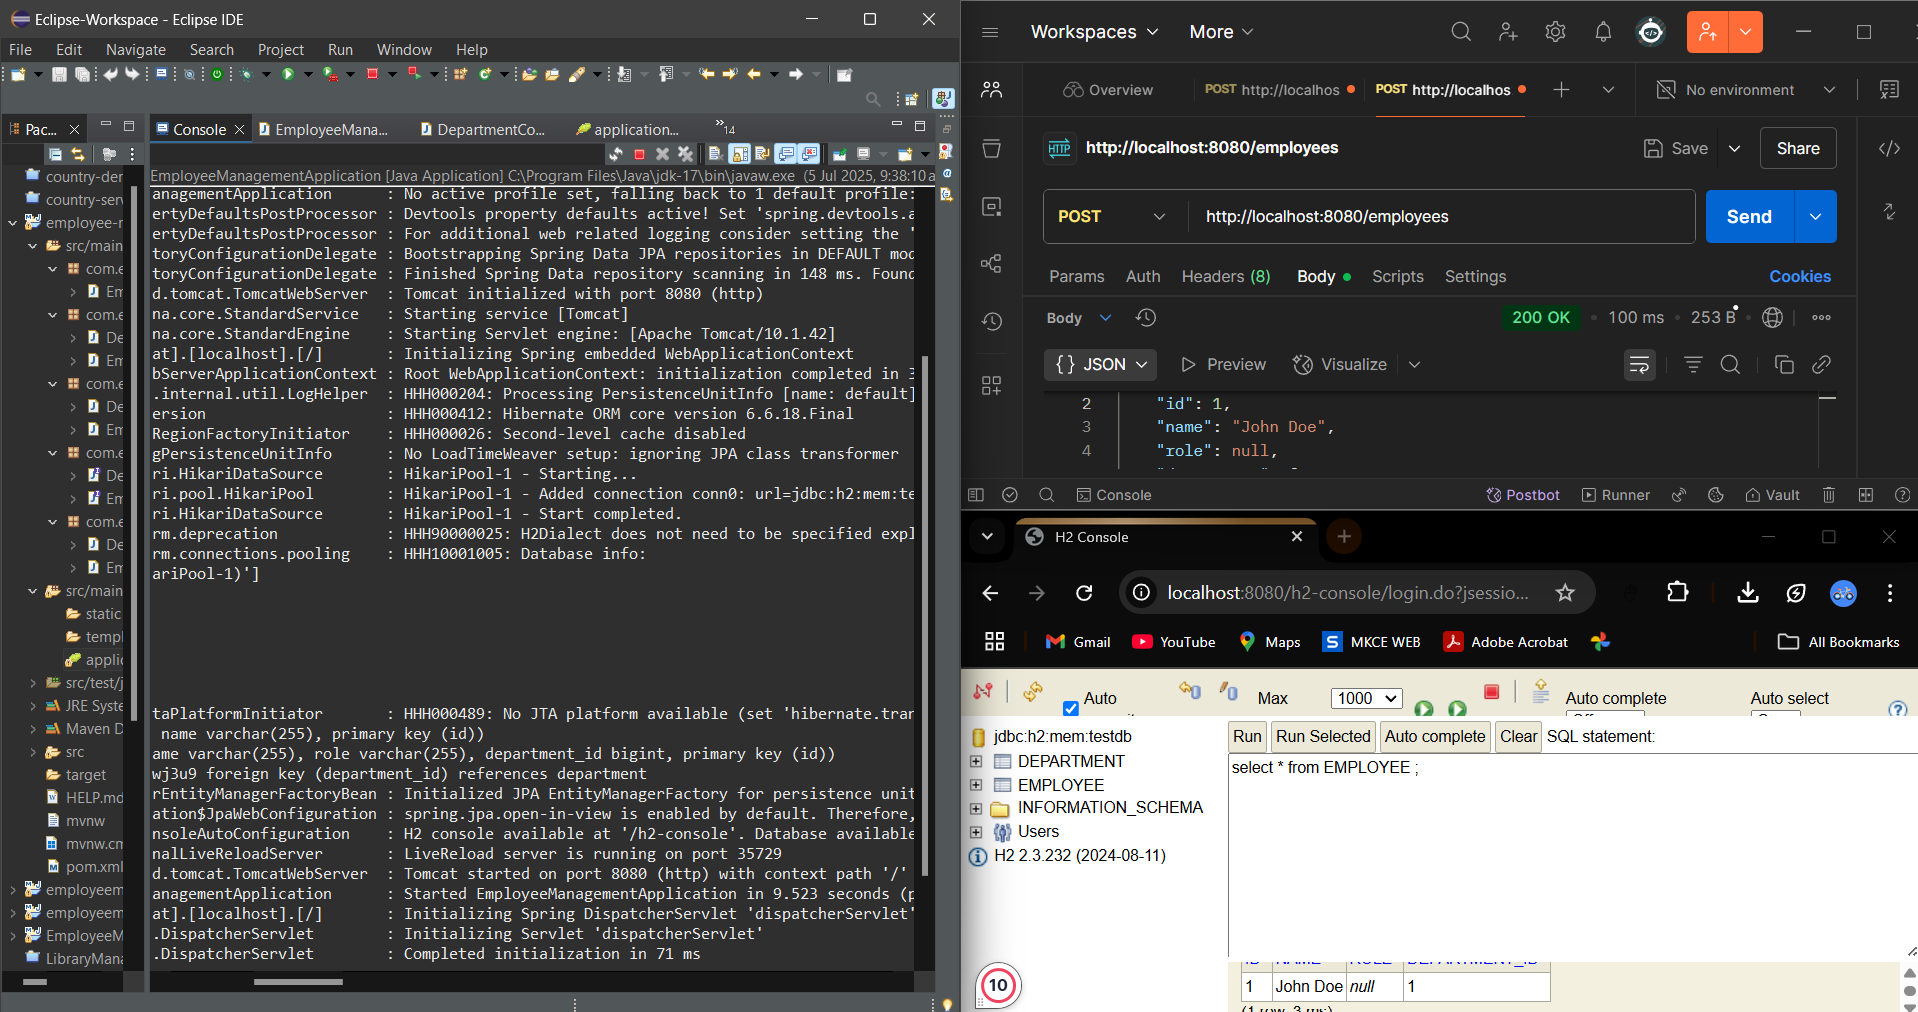 Eclipse-Workspace - Eclipse IDE
File Edit Navigate Search Project Run Window Help
Pac...
country-der
country-serv
employee-r
src/main
com.e
Em
com.e
De
Em
com.e
De
Em
com.e
De
Em
com.e
De
Em
src/main
static
templ
applic
src/test/j
JRE Syste
Maven D
src
target
HELP.md
mvnw
mvnw.cm
pom.xml
employeem
employeem
EmployeeM
LibraryMana
Console EmployeeMana... DepartmentCo... application... »14
EmployeeManagementApplication [Java Application] C:\Program Files\Java\jdk-17\bin\javaw.exe (5 Jul 2025, 9:38:10 a
anagementApplication : No active profile set, falling back to 1 default profile:
ertyDefaultsPostProcessor : Devtools property defaults active! Set 'spring.devtools.a
ertyDefaultsPostProcessor : For additional web related logging consider setting the '
toryConfigurationDelegate : Bootstrapping Spring Data JPA repositories in DEFAULT mod
toryConfigurationDelegate : Finished Spring Data repository scanning in 148 ms. Found
d.tomcat.TomcatWebServer : Tomcat initialized with port 8080 (http)
na.core.StandardService : Starting service [Tomcat]
na.core.StandardEngine : Starting Servlet engine: [Apache Tomcat/10.1.42]
at].[localhost].[/] : Initializing Spring embedded WebApplicationContext
bServerApplicationContext : Root WebApplicationContext: initialization completed in 3
.internal.util.LogHelper : HHH000204: Processing PersistenceUnitInfo [name: default]
ersion : HHH000412: Hibernate ORM core version 6.6.18.Final
RegionFactoryInitiator : HHH000026: Second-level cache disabled
gPersistenceUnitInfo : No LoadTimeWeaver setup: ignoring JPA class transformer
ri.HikariDataSource : HikariPool-1 - Starting...
ri.pool.HikariPool : HikariPool-1 - Added connection conn0: url=jdbc:h2:mem:te
ri.HikariDataSource : HikariPool-1 - Start completed.
rm.deprecation : HHH90000025: H2Dialect does not need to be specified expl
rm.connections.pooling : HHH10001005: Database info:
ariPool-1)']
taPlatformInitiator : HHH000489: No JTA platform available (set 'hibernate.tran
name varchar(255), primary key (id))
ame varchar(255), role varchar(255), department_id bigint, primary key (id))
wj3u9 foreign key (department_id) references department
rEntityManagerFactoryBean : Initialized JPA EntityManagerFactory for persistence unit
ation$JpaWebConfiguration : spring.jpa.open-in-view is enabled by default. Therefore,
nsoleAutoConfiguration : H2 console available at '/h2-console'. Database available
nalLiveReloadServer : LiveReload server is running on port 35729
d.tomcat.TomcatWebServer : Tomcat started on port 8080 (http) with context path '/'
anagementApplication : Started EmployeeManagementApplication in 9.523 seconds (p
at].[localhost].[/] : Initializing Spring DispatcherServlet 'dispatcherServlet'
.DispatcherServlet : Initializing Servlet 'dispatcherServlet'
.DispatcherServlet : Completed initialization in 71 ms
Workspaces More
Overview POST http://localhos POST http://localhos No environment
HTTP http://localhost:8080/employees Save Share
POST http://localhost:8080/employees Send
Params Auth Headers (8) Body Scripts Settings Cookies
Body 200 OK 100 ms 253 B
{} JSON Preview Visualize
2 "id": 1,
3 "name": "John Doe",
4 "role": null,
Console Postbot Runner Vault
H2 Console
localhost:8080/h2-console/login.do?jsessio...
Gmail YouTube Maps MKCE WEB Adobe Acrobat All Bookmarks
Auto Max 1000 Auto complete Auto select
jdbc:h2:mem:testdb
DEPARTMENT
EMPLOYEE
INFORMATION_SCHEMA
Users
H2 2.3.232 (2024-08-11)
Run Run Selected Auto complete Clear SQL statement:
select * from EMPLOYEE ;
ID NAME ROLE DEPARTMENT_ID
1 John Doe null 1
(1 row, 3 ms)
10